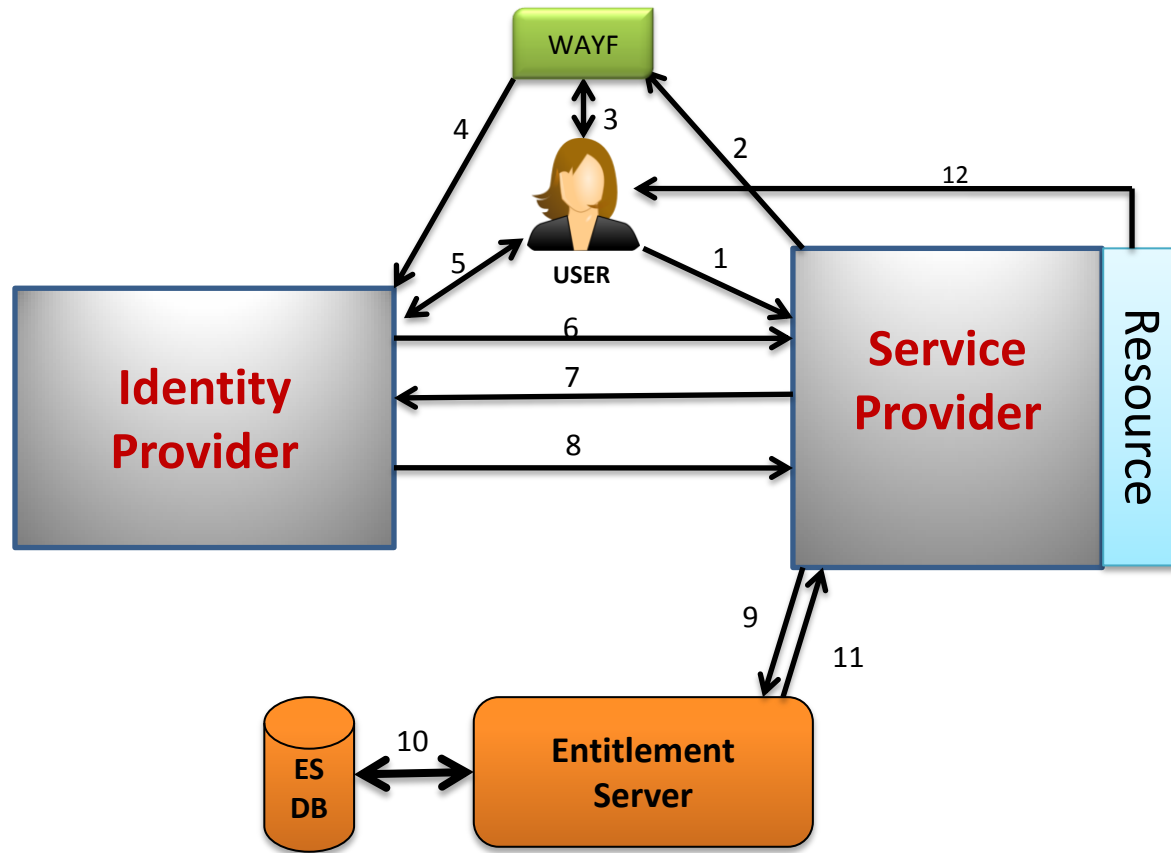 WAYF
4
3
2
12
5
1
USER
6
Identity
Provider
7
8
Service
Provider
Resource
9
11
10
ES
DB
Entitlement
Server